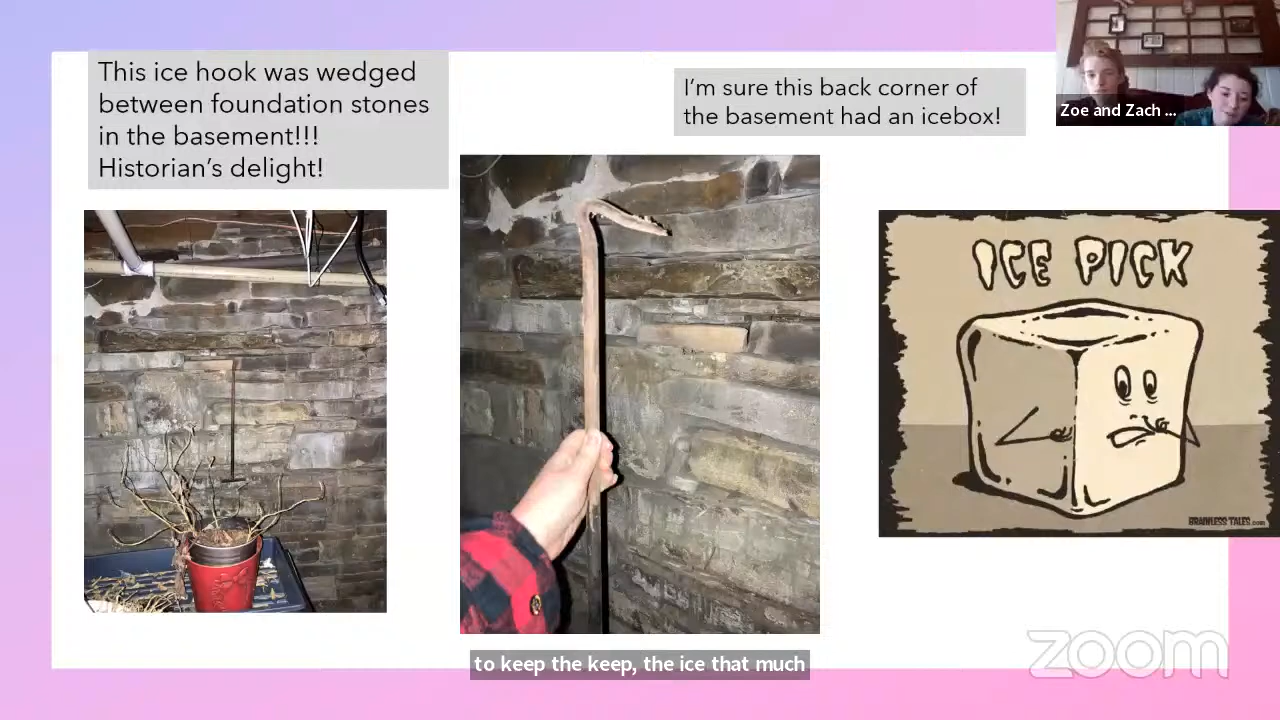 This ice hook was wedged
between foundation stones
in the basement!!!
Historian's delight!
I'm sure this back corner of
the basement had an icebox!
Zoe and Zach ...
ICE PICK
BRAINLESS TALES.com
to keep the keep, the ice that much
zoom